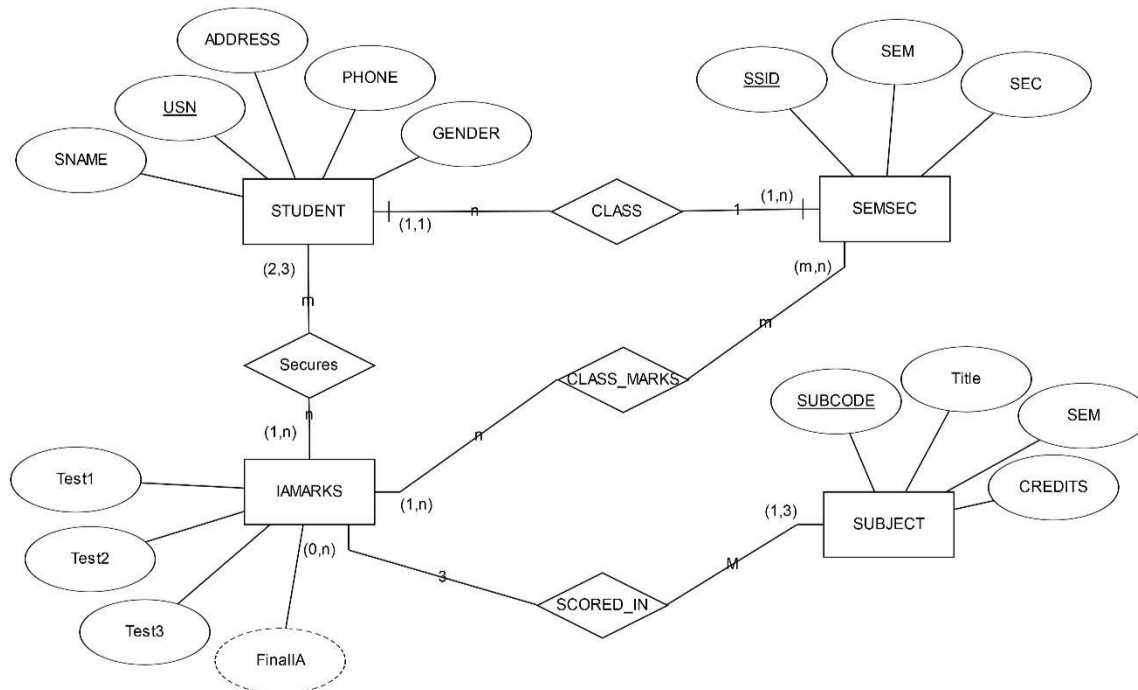 ADDRESS
SEM
PHONE
SSID
USN
SEC
GENDER
SNAME
STUDENT
n
CLASS
1
(1,n)
SEMSEC
(1,1)
(2,3)
(m,n)
m
m
Secures
CLASS_MARKS
n
Title
SUBCODE
SEM
(1,n)
n
Test1
IAMARKS
CREDITS
(1,n)
(1,3)
SUBJECT
Test2
(0,n)
3
M
SCORED_IN
Test3
FinalIA